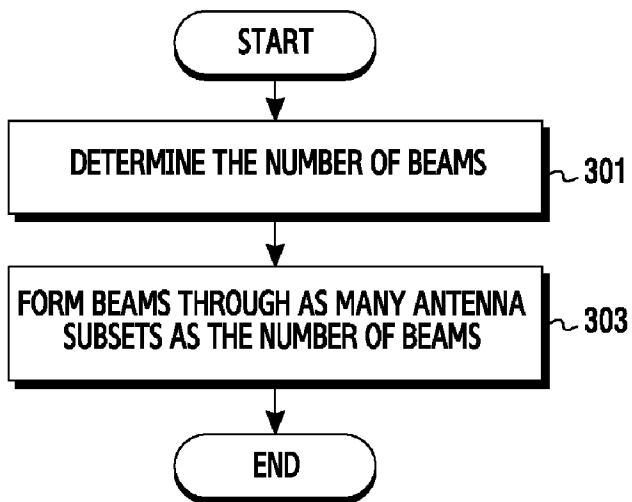 START
DETERMINE THE NUMBER OF BEAMS
301
FORM BEAMS THROUGH AS MANY ANTENNA
SUBSETS AS THE NUMBER OF BEAMS
303
END